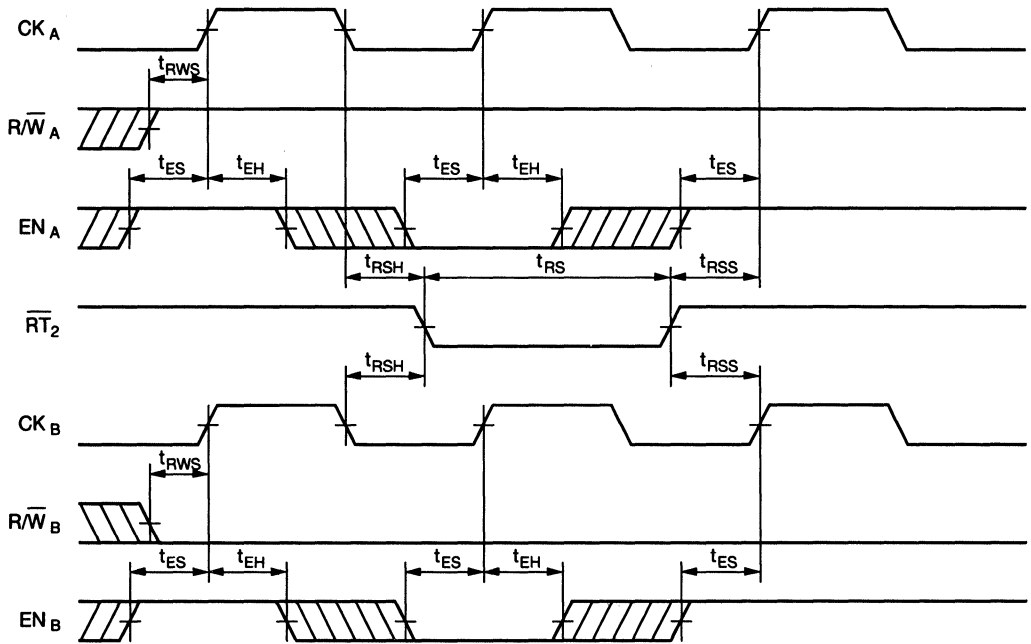 CK A
t RWS
R/W̅ A
t ES t EH t ES t EH t ES
EN A
t RSH t RS t RSS
R̅T̅ 2
t RSH t RSS
CK B
t RWS
R/W̅ B
t ES t EH t ES t EH t ES
EN B